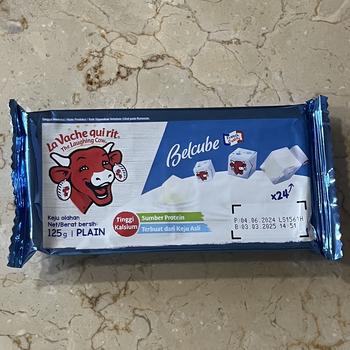 La Vache qui rit
The Laughing Cow
Belcube
x24
Keju olahan
Net/Berat bersih:
125g | PLAIN
Tinggi
Kalsium
Sumber Protein
Terbuat dari Keju Asli
P:04.06.2024 LS1561H
B:03.03.2025 14:51